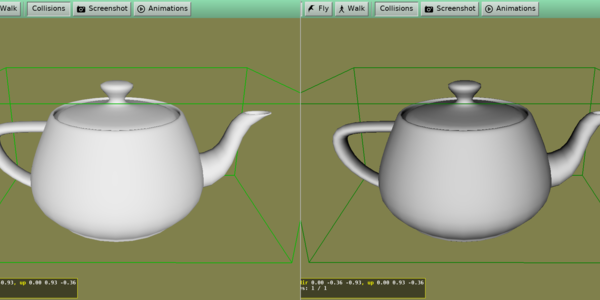 Walk Collisions Screenshot Animations
Fly Walk Collisions Screenshot Animations
0.93, up 0.00 0.93 -0.36
dir 0.00 -0.36 -0.93, up 0.00 0.93 -0.36
: 1 / 1